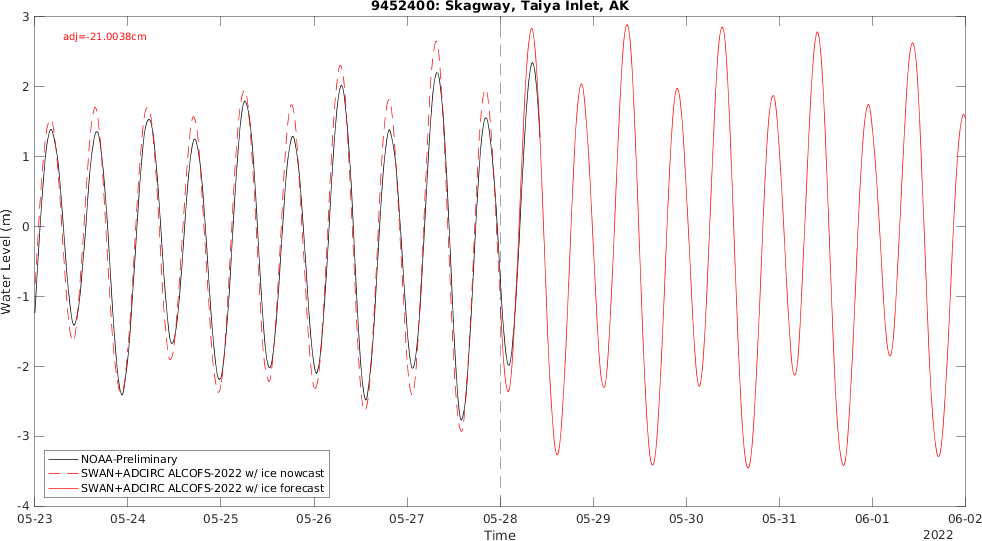 9452400: Skagway, Taiya Inlet, AK
adj=-21.0038cm
Water Level (m)
3
2
1
0
-1
-2
-3
-4
NOAA-Preliminary
SWAN+ADCIRC ALCOFS-2022 w/ ice nowcast
SWAN+ADCIRC ALCOFS-2022 w/ ice forecast
05-23 05-24 05-25 05-26 05-27 05-28 05-29 05-30 05-31 06-01 06-02
Time
2022